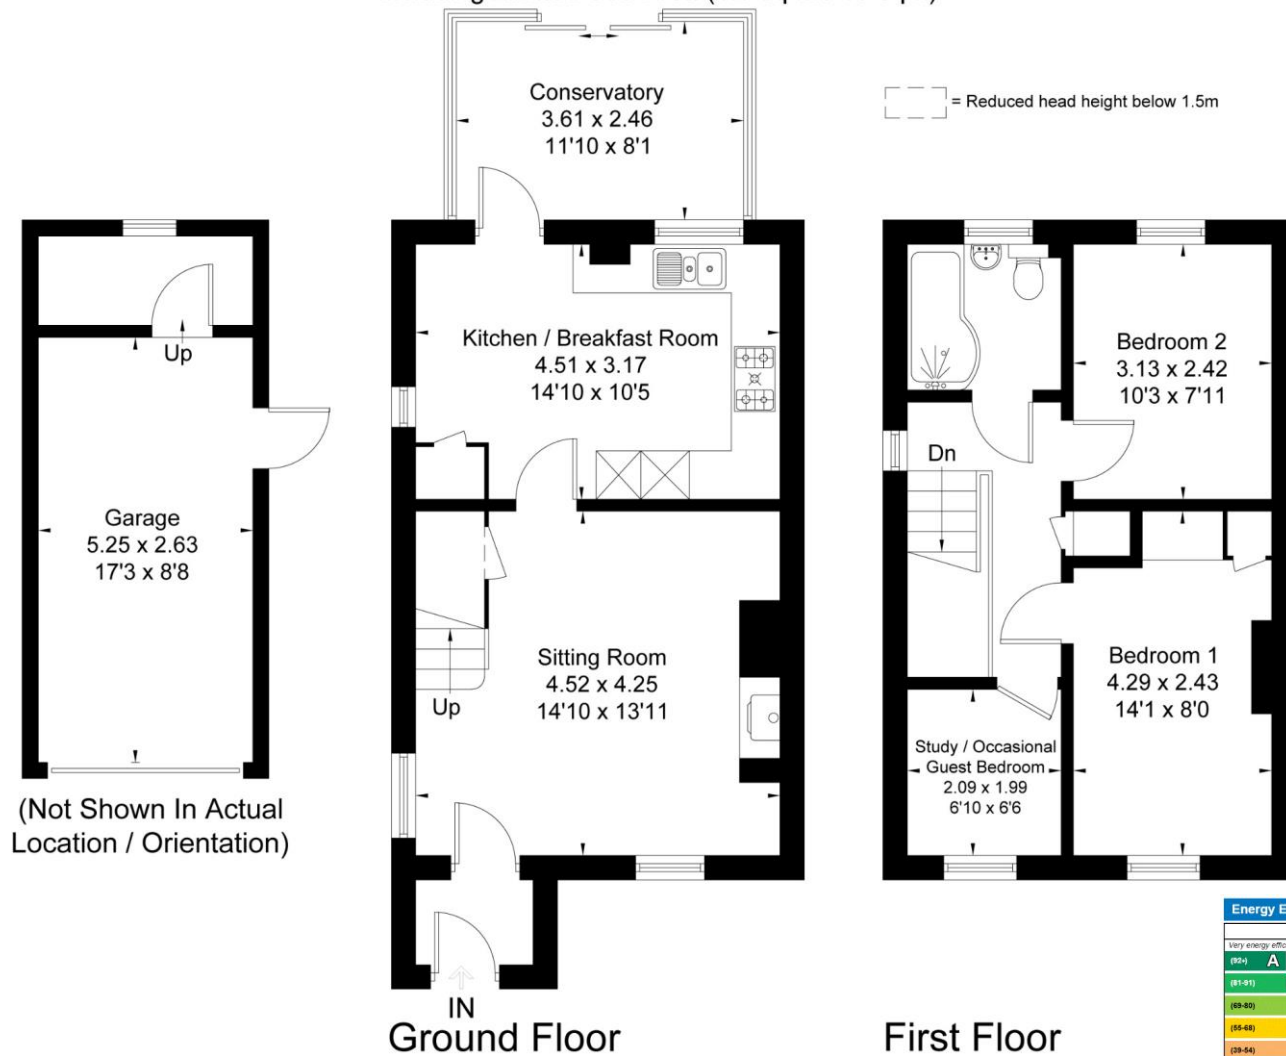 Conservatory
3.61 x 2.46
11'10 x 8'1
= Reduced head height below 1.5m
Up
Kitchen / Breakfast Room
4.51 x 3.17
14'10 x 10'5
Bedroom 2
3.13 x 2.42
10'3 x 7'11
Dn
Garage
5.25 x 2.63
17'3 x 8'8
Sitting Room
4.52 x 4.25
14'10 x 13'11
Up
Bedroom 1
4.29 x 2.43
14'1 x 8'0
Study / Occasional
Guest Bedroom
2.09 x 1.99
6'10 x 6'6
(Not Shown In Actual
Location / Orientation)
IN
Ground Floor
First Floor
Energy E
Very energy effic
(92+) A
(81-91)
(69-80)
(55-68)
(39-54)